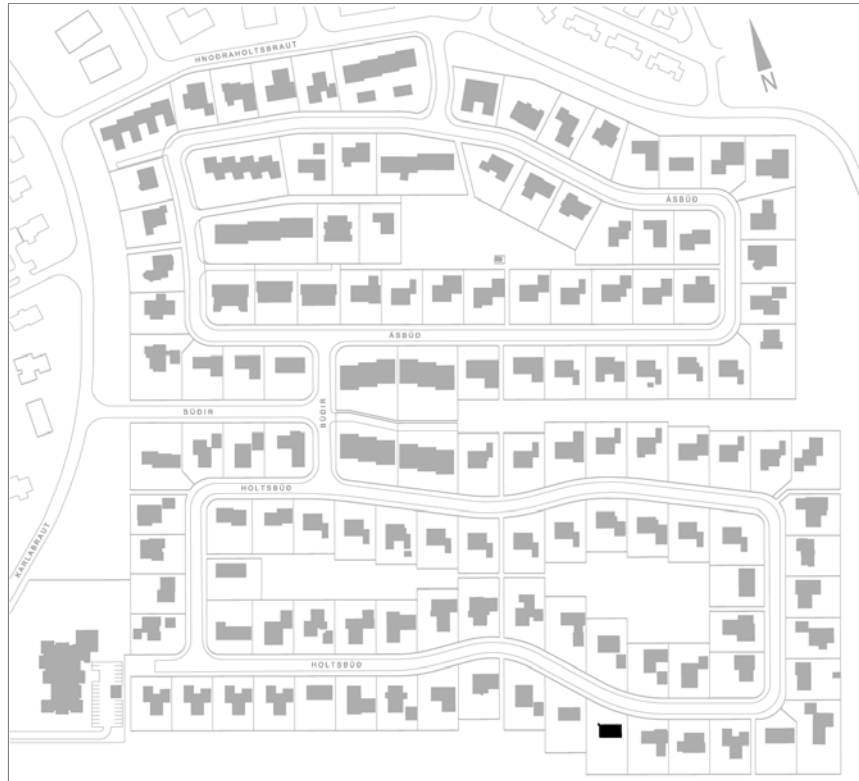 HNOÐRAHOLTSBRAUT
N
ÁSBÚÐ
ÁSBÚÐ
BÚÐIR
BÚÐIR
HOLTSBÚÐ
KARLABRAUT
HOLTSBÚÐ